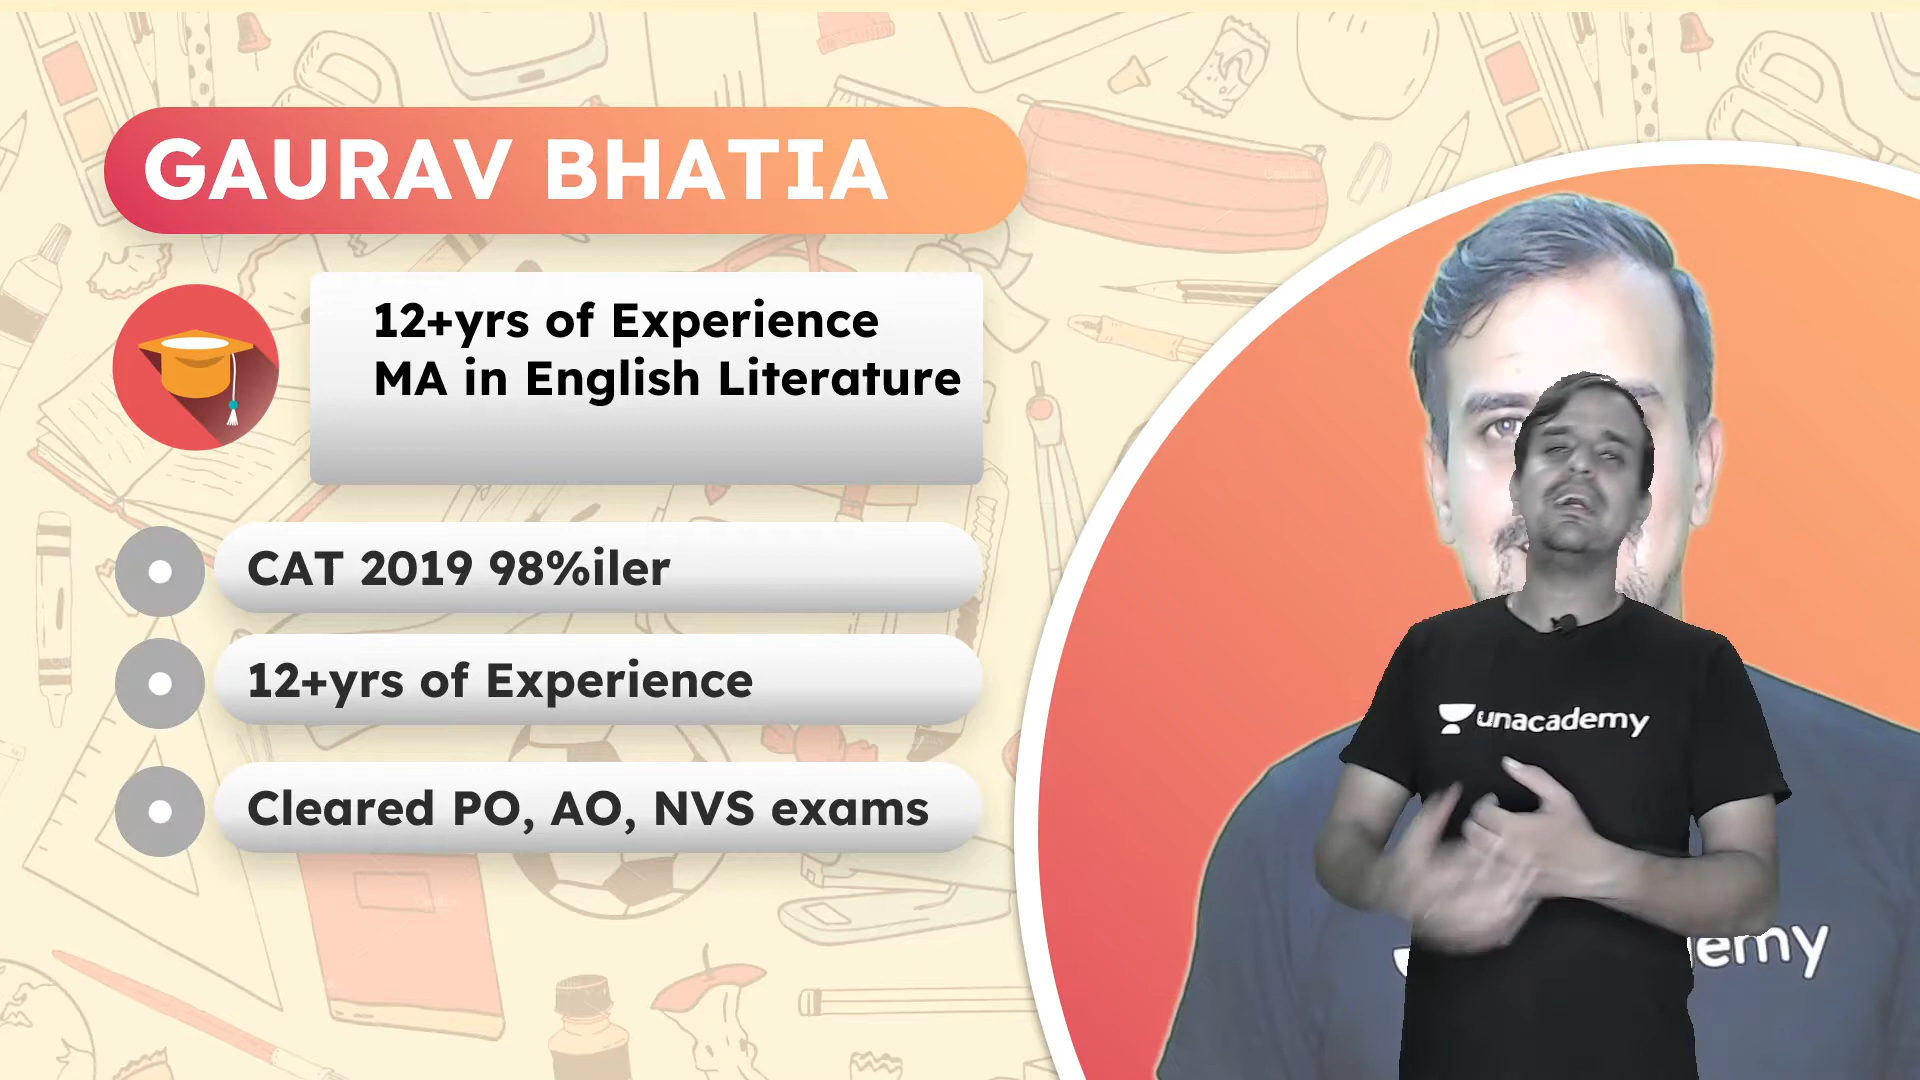 GAURAV BHATIA
12+yrs of Experience
MA in English Literature
CAT 2019 98%iler
12+yrs of Experience
Cleared PO, AO, NVS exams
unacademy
emy